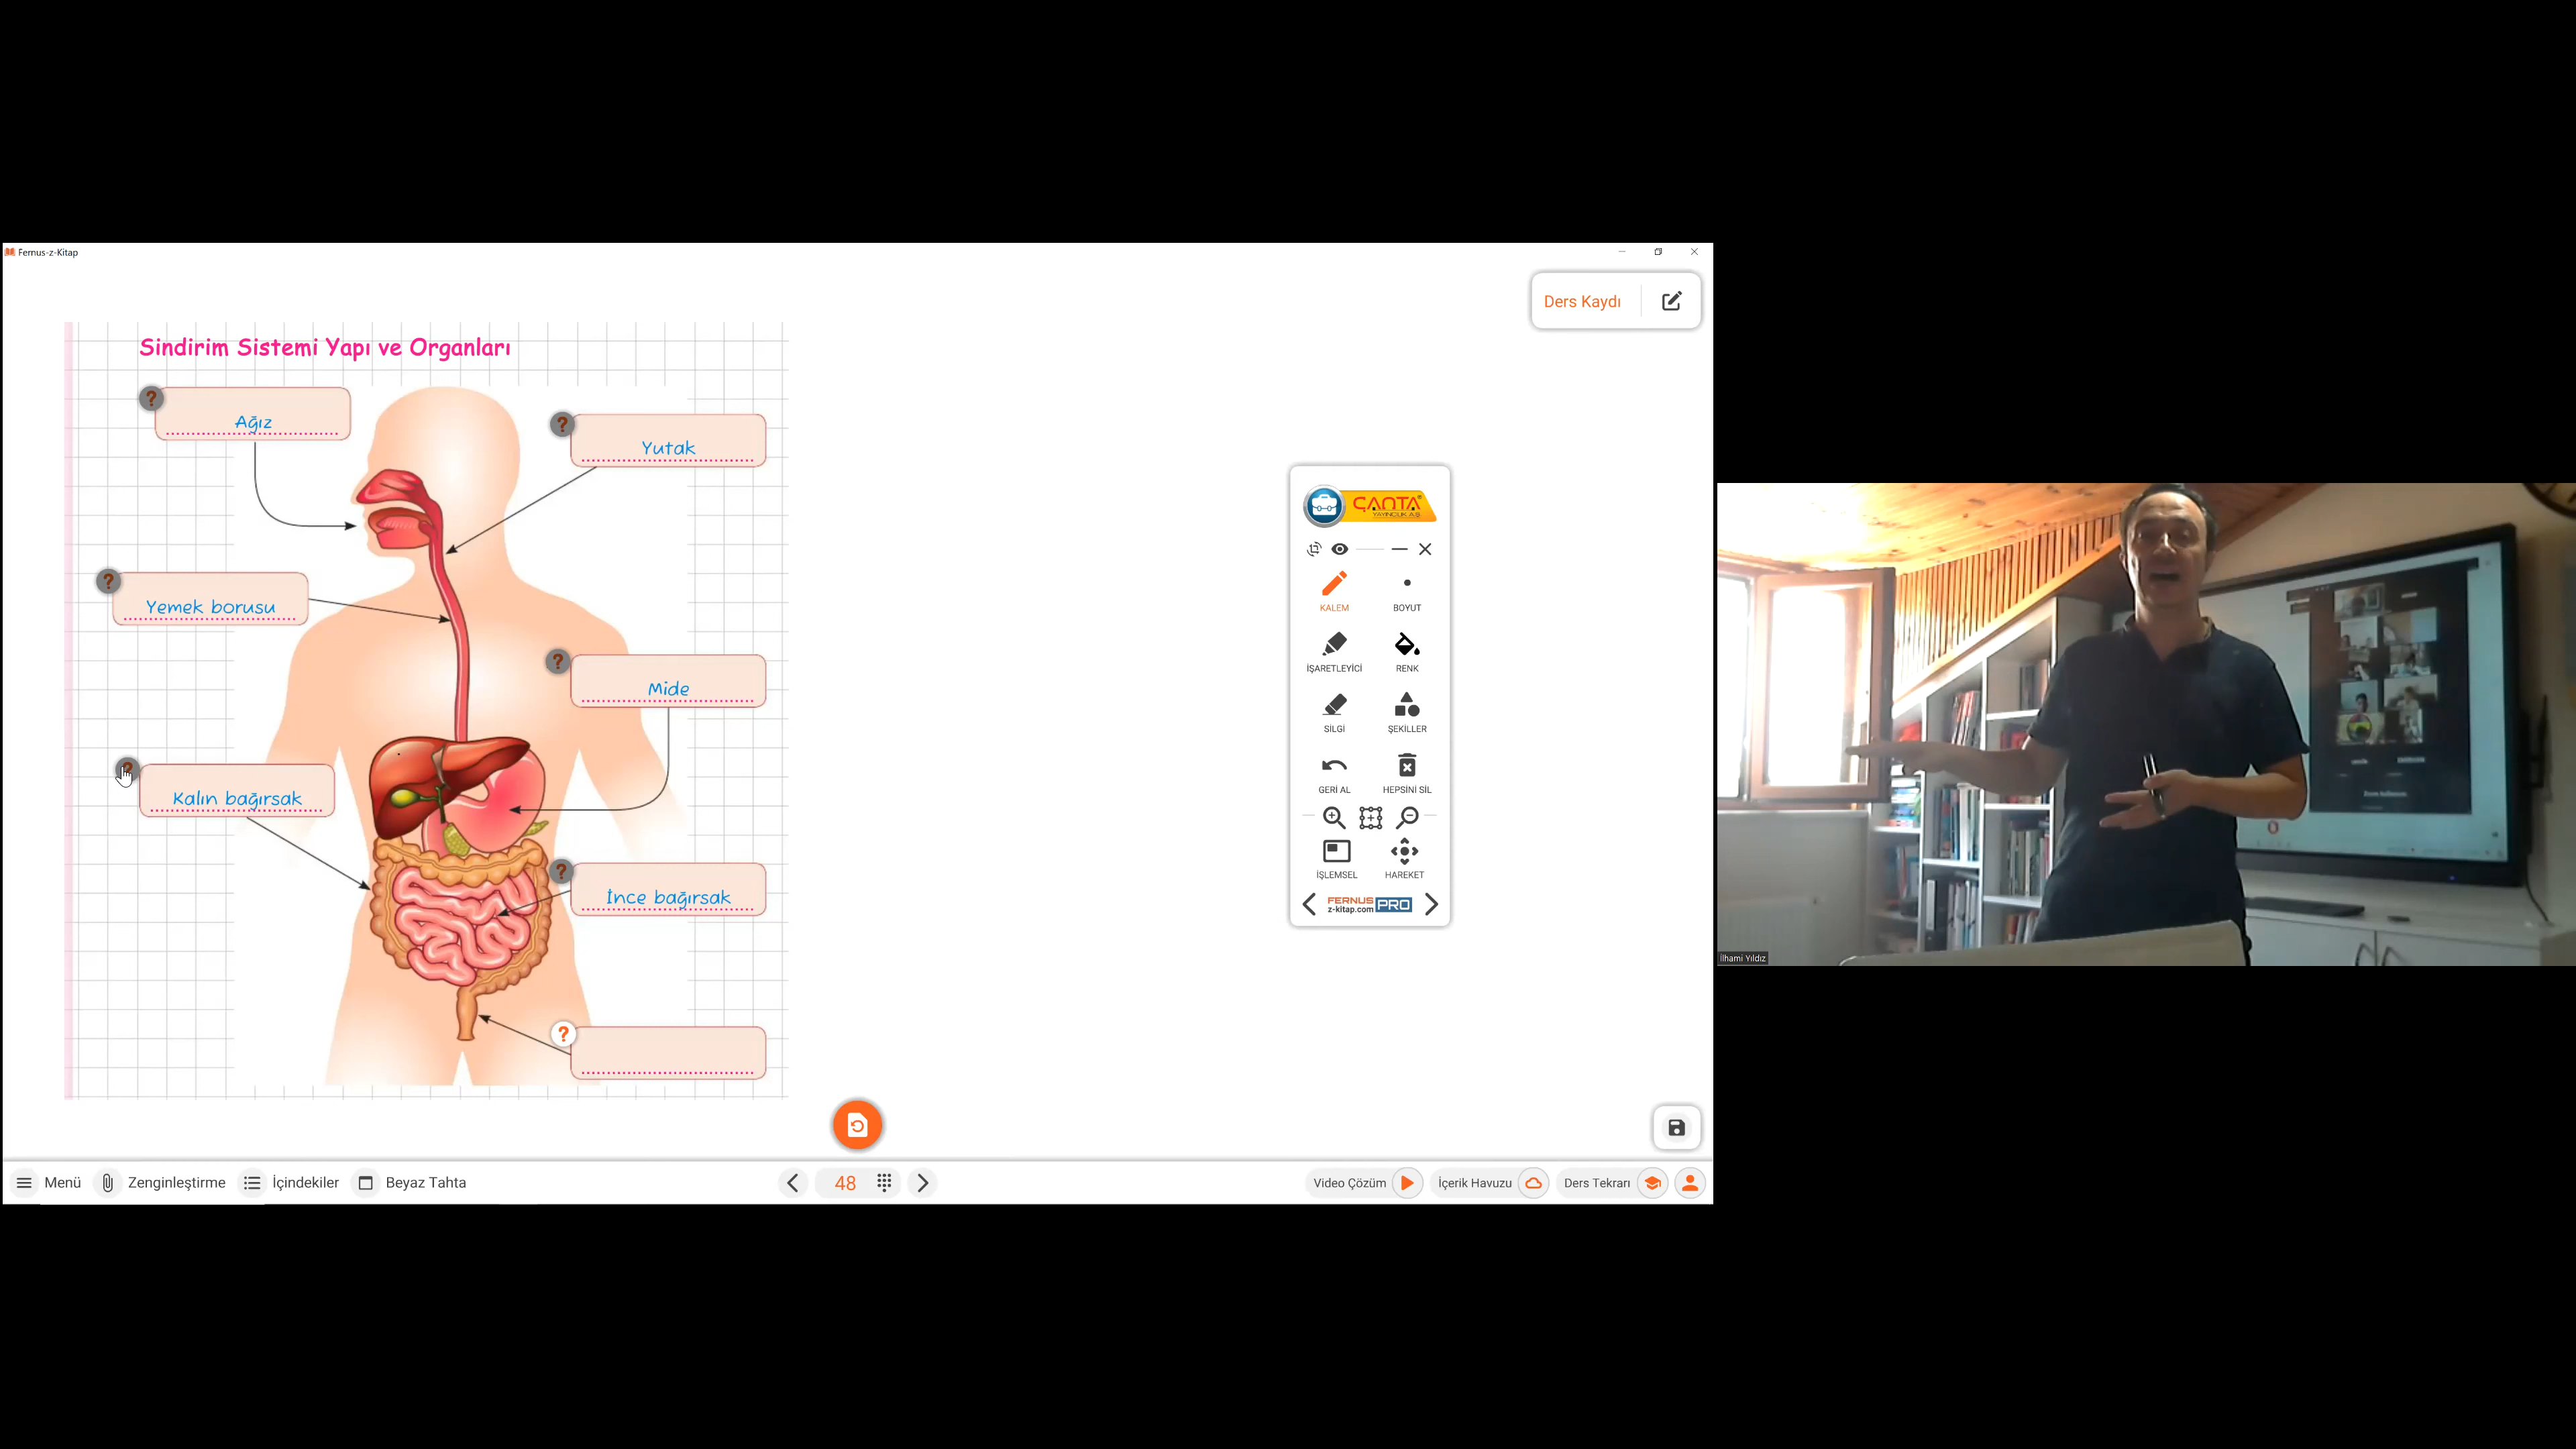 Fernus-z-Kitap
Ders Kaydı
Sindirim Sistemi Yapı ve Organları
Ağız
Yutak
Yemek borusu
Mide
Kalın bağırsak
İnce bağırsak
ÇANTA
YAYINCILIK A.Ş.
KALEM
BOYUT
İŞARETLEYİCİ
RENK
SİLGİ
ŞEKİLLER
GERİ AL
HEPSİNİ SİL
İŞLEMSEL
HAREKET
FERNUS
z-kitap.com PRO
İlhami Yıldız
Menü
Zenginleştirme
İçindekiler
Beyaz Tahta
48
Video Çözüm
İçerik Havuzu
Ders Tekrarı